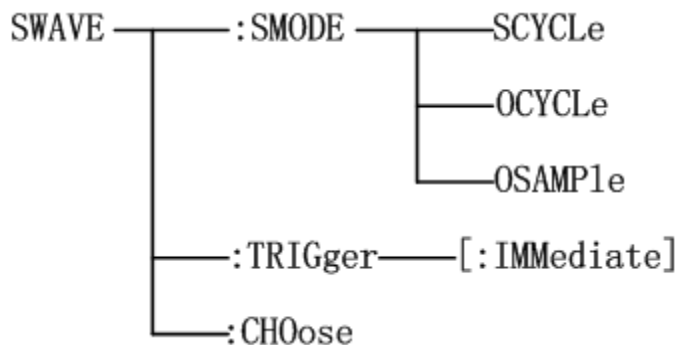 SWAVE :SMODE SCYCLe
OCYCLe
OSAMPle
:TRIGger [:IMMediate]
:CHOose